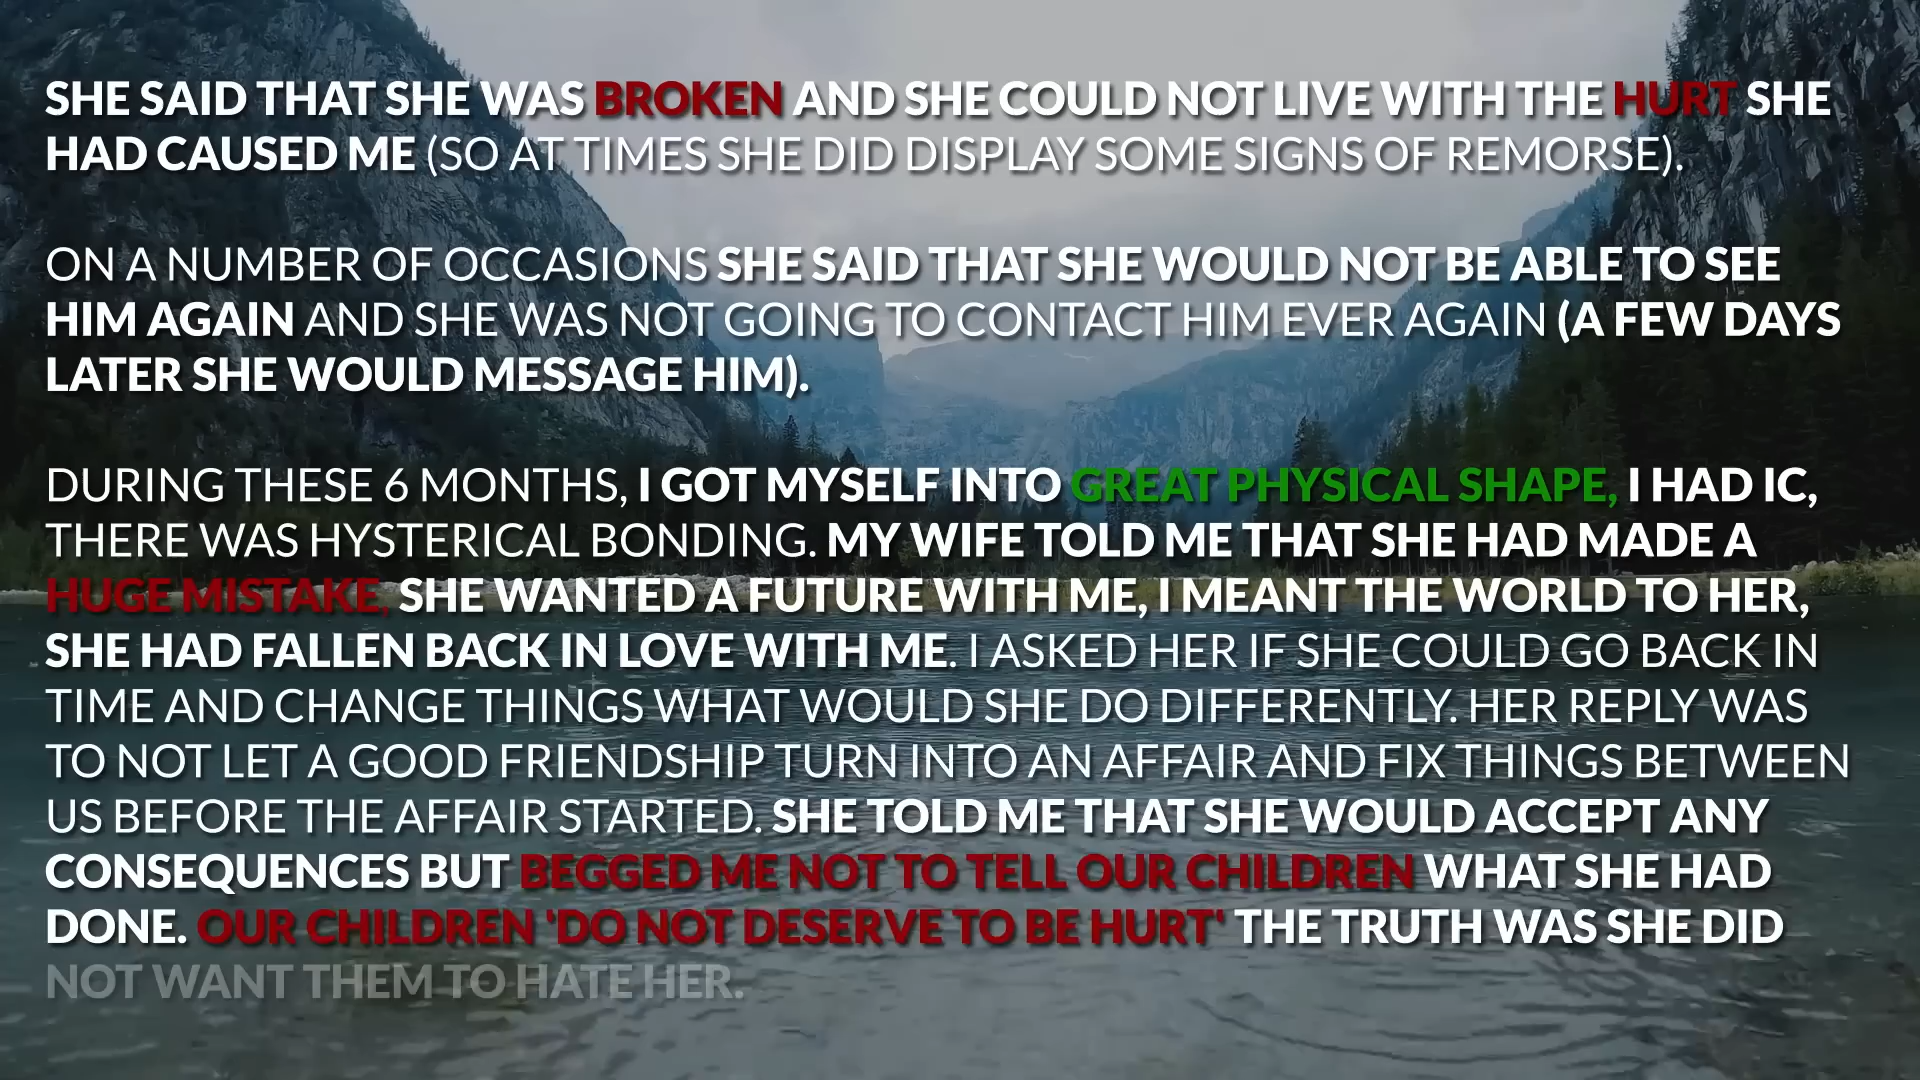 SHE SAID THAT SHE WAS BROKEN AND SHE COULD NOT LIVE WITH THE HURT SHE
HAD CAUSED ME (SO AT TIMES SHE DID DISPLAY SOME SIGNS OF REMORSE).
ON A NUMBER OF OCCASIONS SHE SAID THAT SHE WOULD NOT BE ABLE TO SEE
HIM AGAIN AND SHE WAS NOT GOING TO CONTACT HIM EVER AGAIN (A FEW DAYS
LATER SHE WOULD MESSAGE HIM).
DURING THESE 6 MONTHS, I GOT MYSELF INTO GREAT PHYSICAL SHAPE, I HAD IC,
THERE WAS HYSTERICAL BONDING. MY WIFE TOLD ME THAT SHE HAD MADE A
HUGE MISTAKE, SHE WANTED A FUTURE WITH ME, I MEANT THE WORLD TO HER,
SHE HAD FALLEN BACK IN LOVE WITH ME. I ASKED HER IF SHE COULD GO BACK IN
TIME AND CHANGE THINGS WHAT WOULD SHE DO DIFFERENTLY. HER REPLY WAS
TO NOT LET A GOOD FRIENDSHIP TURN INTO AN AFFAIR AND FIX THINGS BETWEEN
US BEFORE THE AFFAIR STARTED. SHE TOLD ME THAT SHE WOULD ACCEPT ANY
CONSEQUENCES BUT BEGGED ME NOT TO TELL OUR CHILDREN WHAT SHE HAD
DONE. OUR CHILDREN 'DO NOT DESERVE TO BE HURT' THE TRUTH WAS SHE DID
NOT WANT THEM TO HATE HER.